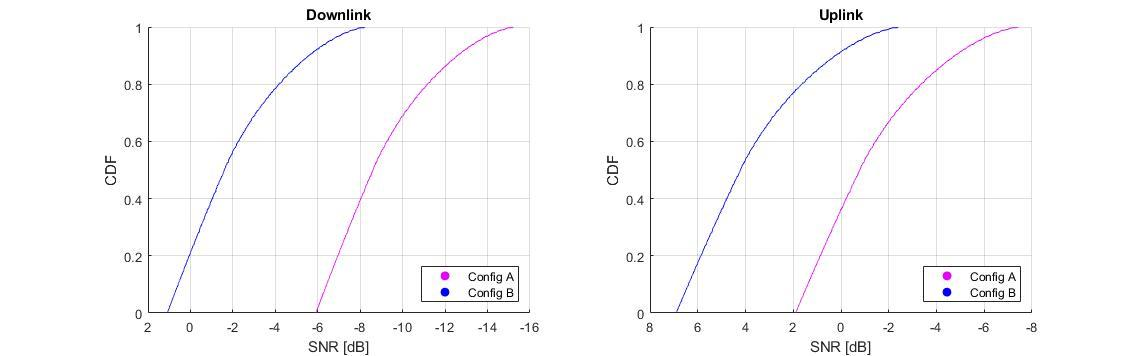 Downlink
1
0.8
0.6
0.4
0.2
0
CDF
2 0 -2 -4 -6 -8 -10 -12 -14 -16
SNR [dB]
Config A
Config B
Uplink
1
0.8
0.6
0.4
0.2
0
CDF
8 6 4 2 0 -2 -4 -6 -8
SNR [dB]
Config A
Config B